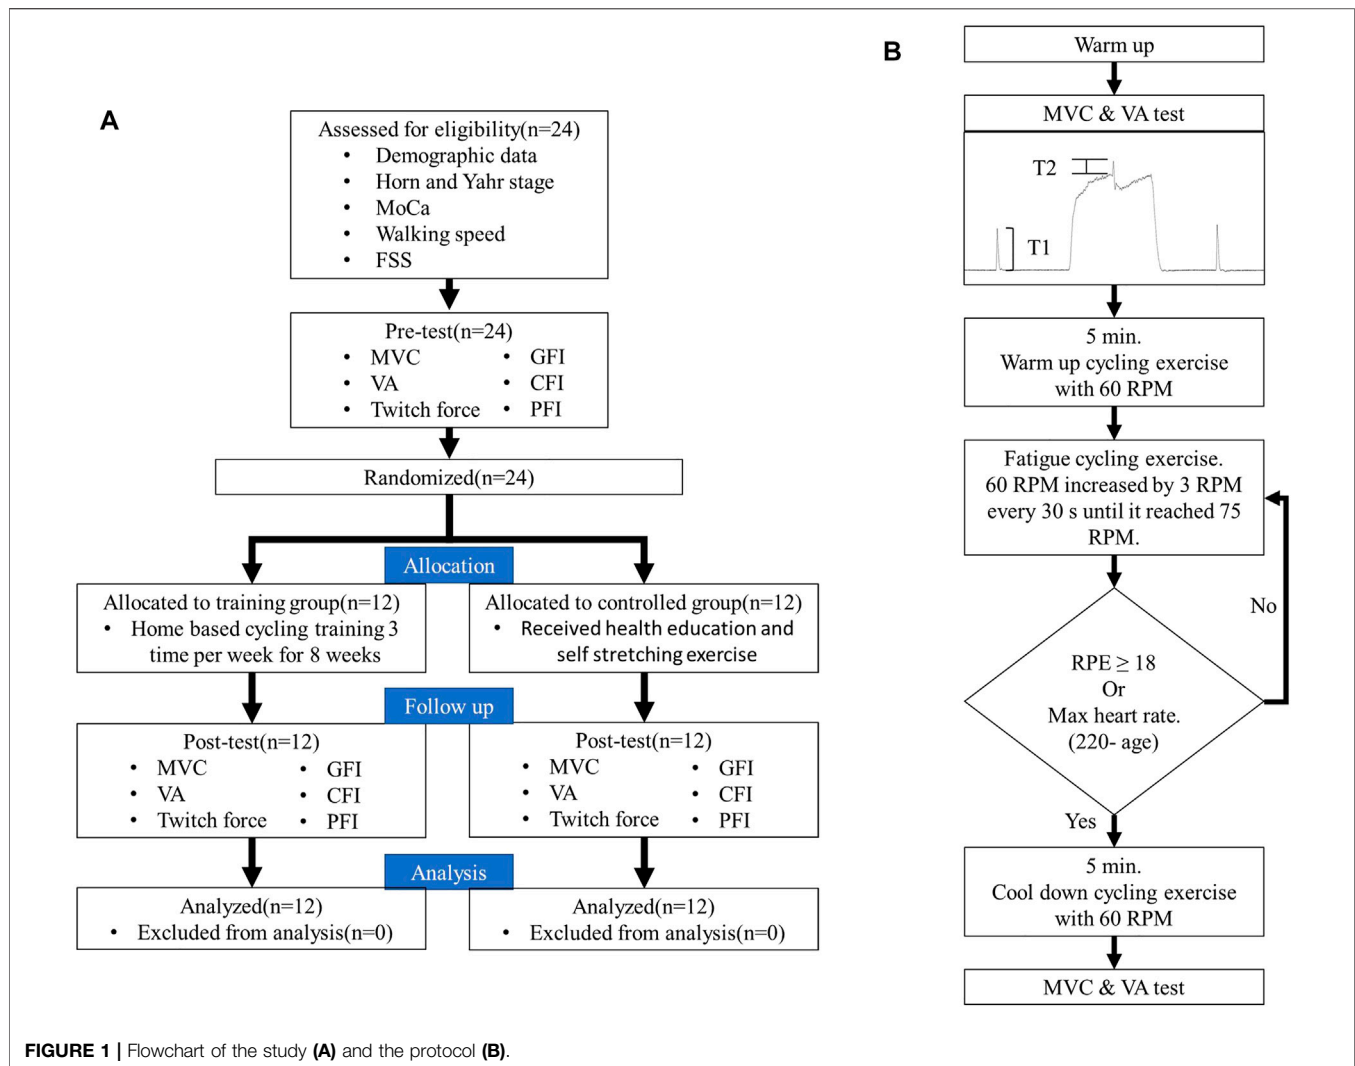 A
Assessed for eligibility(n=24)
• Demographic data
• Horn and Yahr stage
• MoCa
• Walking speed
• FSS
Pre-test(n=24)
• MVC • GFI
• VA • CFI
• Twitch force • PFI
Randomized(n=24)
Allocation
Allocated to training group(n=12)
• Home based cycling training 3
time per week for 8 weeks
Allocated to controlled group(n=12)
• Received health education and
self stretching exercise
Follow up
Post-test(n=12)
• MVC • GFI
• VA • CFI
• Twitch force • PFI
Post-test(n=12)
• MVC • GFI
• VA • CFI
• Twitch force • PFI
Analysis
Analyzed(n=12)
• Excluded from analysis(n=0)
Analyzed(n=12)
• Excluded from analysis(n=0)
B
Warm up
MVC & VA test
T2
T1
5 min.
Warm up cycling exercise
with 60 RPM
Fatigue cycling exercise.
60 RPM increased by 3 RPM
every 30 s until it reached 75
RPM.
No
RPE ≥ 18
Or
Max heart rate.
(220- age)
Yes
5 min.
Cool down cycling exercise
with 60 RPM
MVC & VA test
FIGURE 1 | Flowchart of the study (A) and the protocol (B).